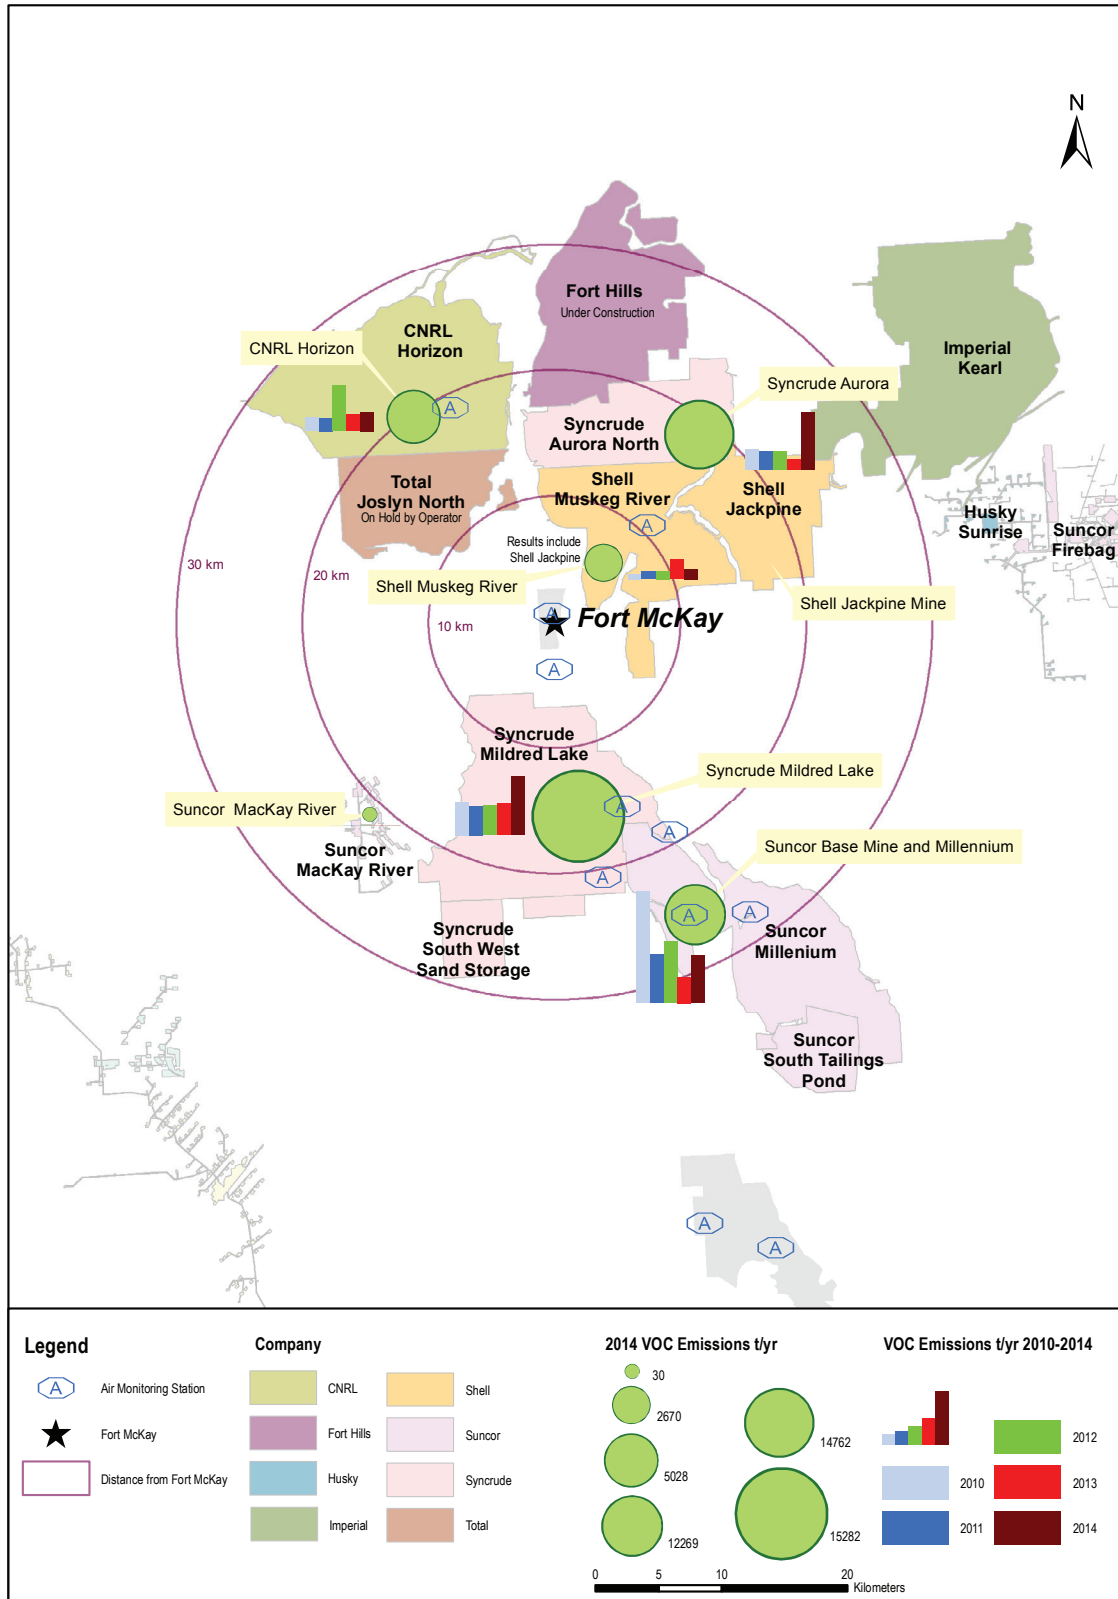 N
Fort Hills
Under Construction
CNRL
Horizon
CNRL Horizon
Imperial
Kearl
Syncrude Aurora
A
Syncrude
Aurora North
Total
Joslyn North
On Hold by Operator
Shell
Muskeg River
Shell
Jackpine
Husky
Sunrise
Suncor
Firebag
A
Results include
Shell Jackpine
30 km
20 km
10 km
Shell Muskeg River
Shell Jackpine Mine
A
Fort McKay
A
Syncrude
Mildred Lake
Syncrude Mildred Lake
Suncor MacKay River
A
A
Suncor Base Mine and Millennium
Suncor
MacKay River
A
A
A
Suncor
Millenium
Syncrude
South West
Sand Storage
Suncor
South Tailings
Pond
A
A
Legend
A
Air Monitoring Station
Fort McKay
Distance from Fort McKay
Company
CNRL
Fort Hills
Husky
Imperial
Shell
Suncor
Syncrude
Total
2014 VOC Emissions t/yr
30
2670
5028
12269
14762
15282
VOC Emissions t/yr 2010-2014
2012
2010
2013
2011
2014
0
5
10
20
Kilometers